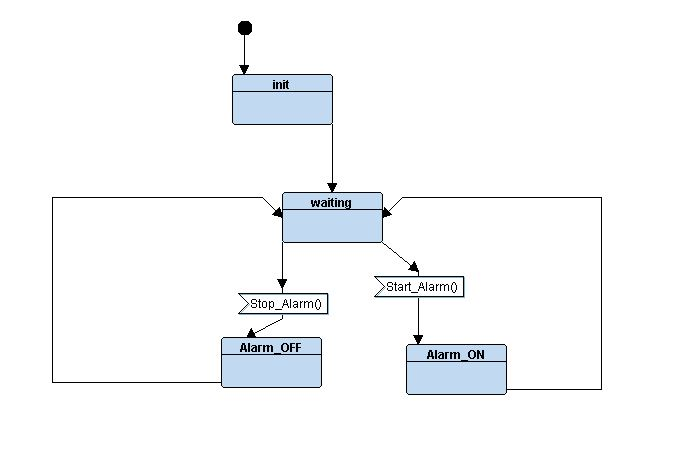 init
waiting
Stop_Alarm()
Start_Alarm()
Alarm_OFF
Alarm_ON